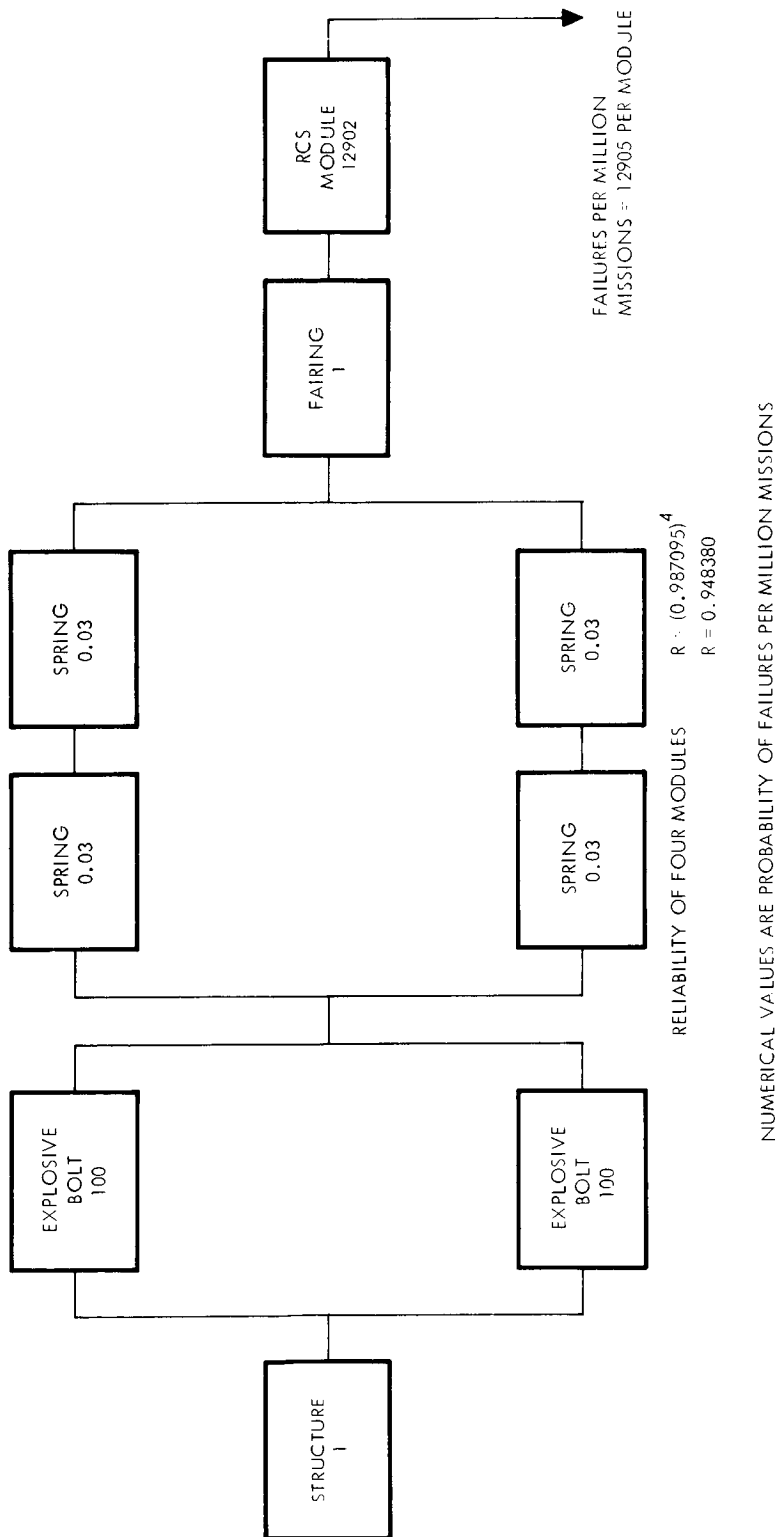 STRUCTURE
1
EXPLOSIVE
BOLT
100
EXPLOSIVE
BOLT
100
SPRING
0.03
SPRING
0.03
SPRING
0.03
SPRING
0.03
FAIRING
1
RCS
MODULE
12902
FAILURES PER MILLION
MISSIONS = 12905 PER MODULE
RELIABILITY OF FOUR MODULES R = (0.987095)⁴
R = 0.948380
NUMERICAL VALUES ARE PROBABILITY OF FAILURES PER MILLION MISSIONS